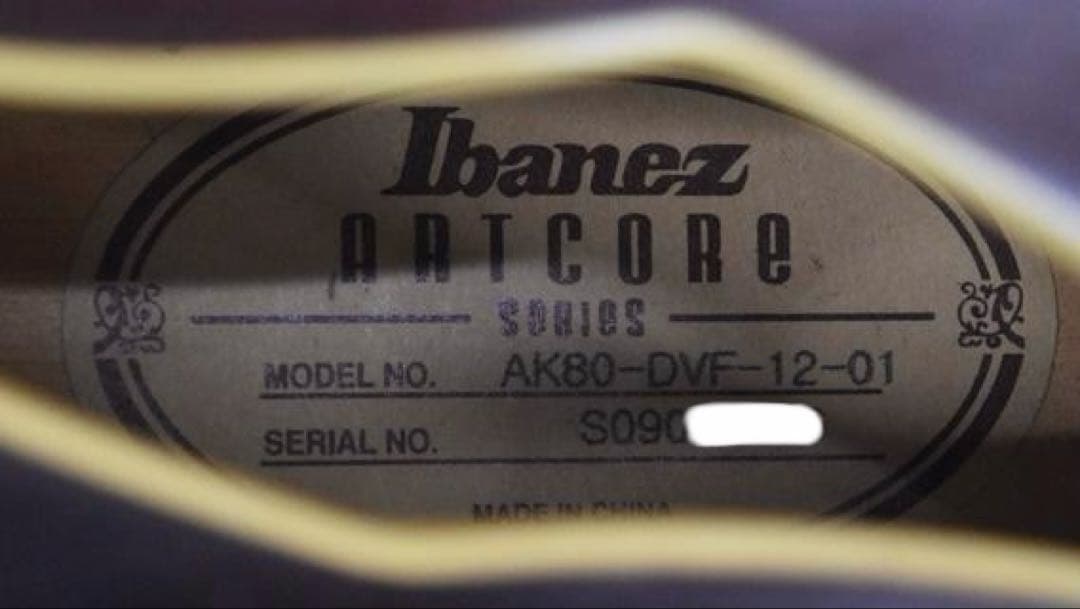 Ibanez
ARTCORE
SERIES
MODEL NO. AK80-DVF-12-01
SERIAL NO. S090
MADE IN CHINA